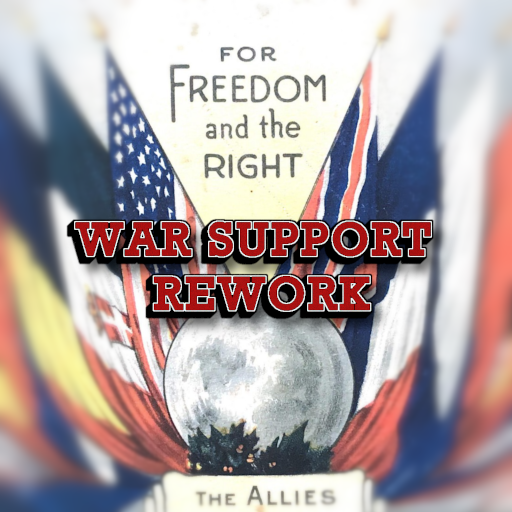 FOR
FREEDOM
and the
RIGHT
WAR SUPPORT
REWORK
THE ALLIES